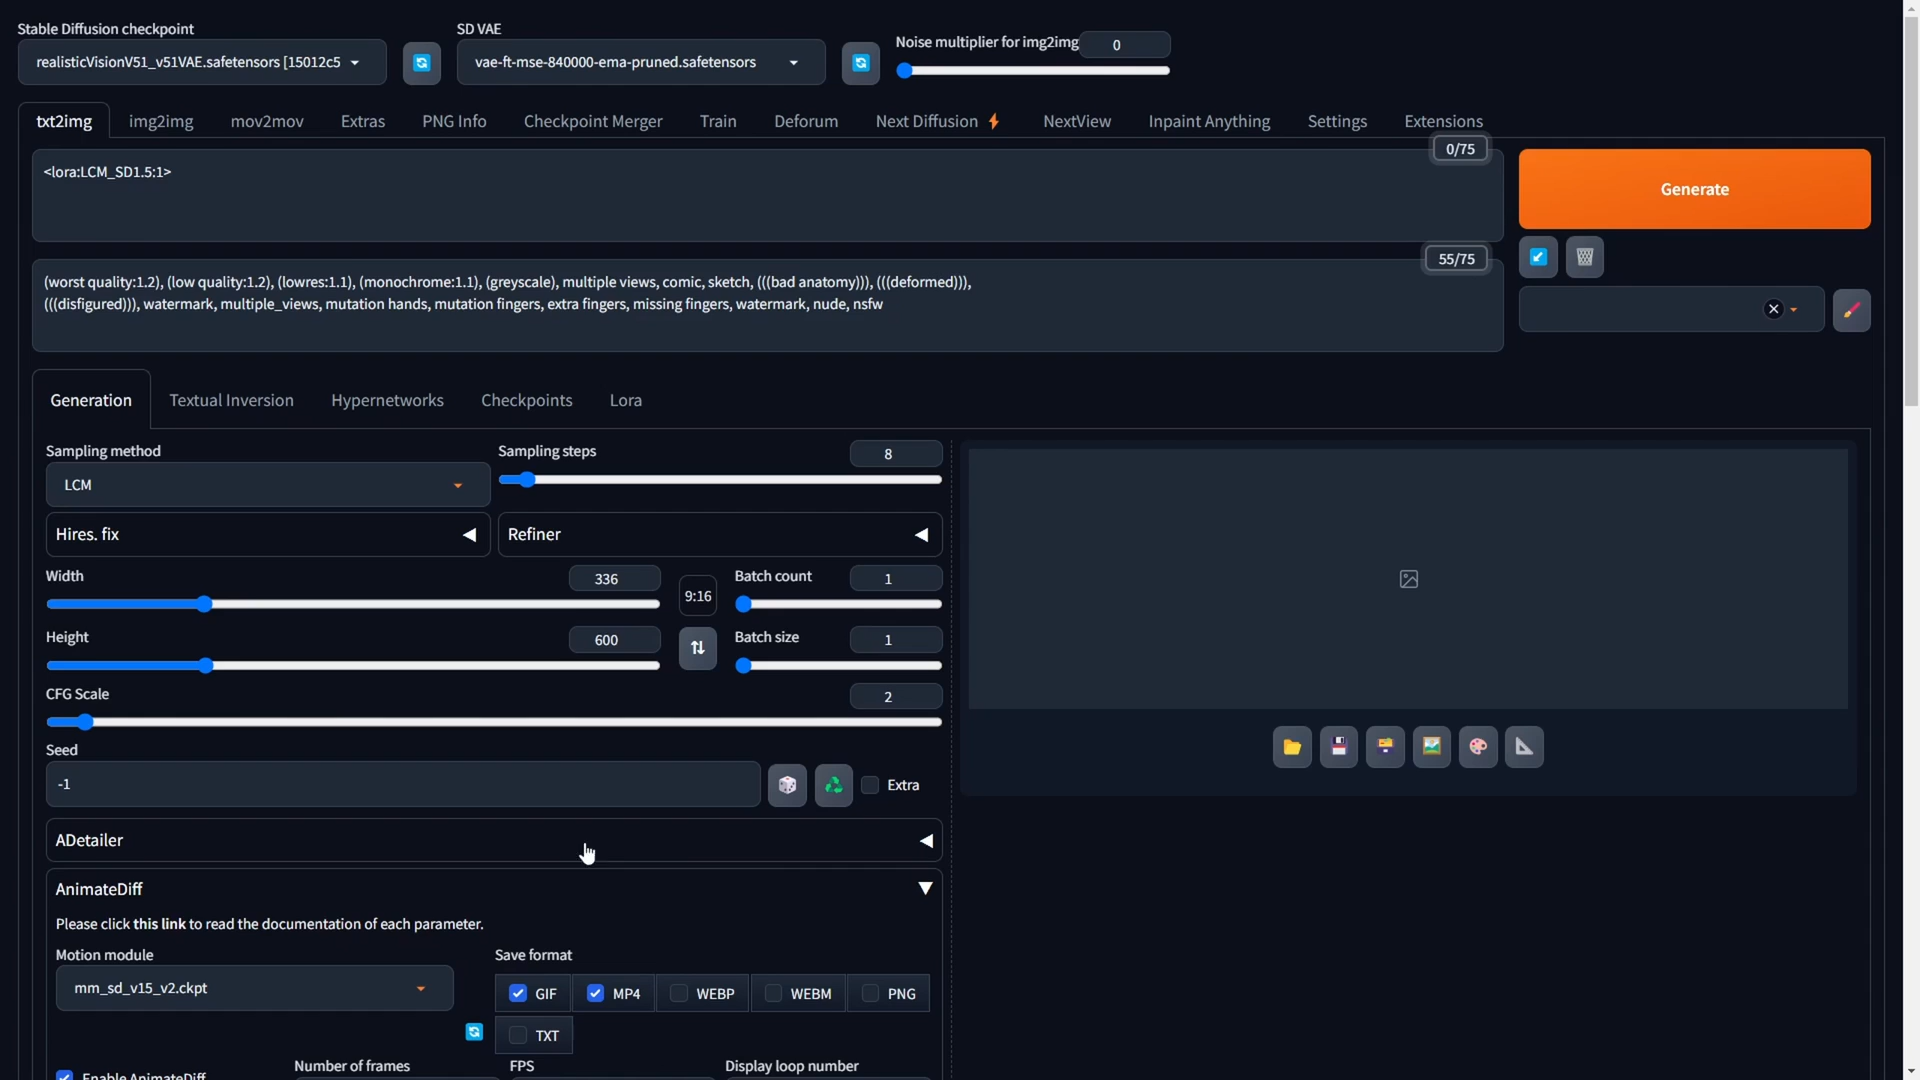 Stable Diffusion checkpoint
SD VAE
Noise multiplier for img2img
0
realisticVisionV51_v51VAE.safetensors [15012c5
vae-ft-mse-840000-ema-pruned.safetensors
txt2img
img2img
mov2mov
Extras
PNG Info
Checkpoint Merger
Train
Deforum
Next Diffusion
NextView
Inpaint Anything
Settings
Extensions
0/75
<lora:LCM_SD1.5:1>
Generate
55/75
(worst quality:1.2), (low quality:1.2), (lowres:1.1), (monochrome:1.1), (greyscale), multiple views, comic, sketch, (((bad anatomy))), (((deformed))),
(((disfigured))), watermark, multiple_views, mutation hands, mutation fingers, extra fingers, missing fingers, watermark, nude, nsfw
Generation
Textual Inversion
Hypernetworks
Checkpoints
Lora
Sampling method
Sampling steps
8
LCM
Hires. fix
Refiner
Width
336
9:16
Batch count
1
Height
600
Batch size
1
CFG Scale
2
Seed
-1
Extra
ADetailer
AnimateDiff
Please click this link to read the documentation of each parameter.
Motion module
Save format
mm_sd_v15_v2.ckpt
GIF
MP4
WEBP
WEBM
PNG
TXT
Enable AnimateDiff
Number of frames
FPS
Display loop number